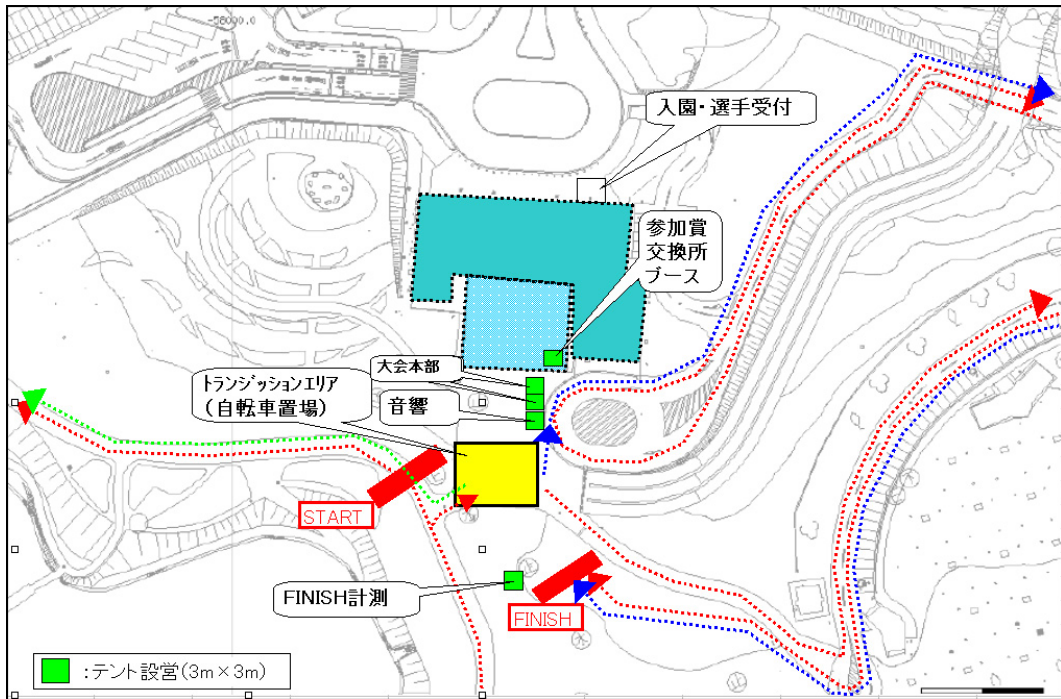 -58000.0
入園・選手受付
参加賞
交換所
ブース
大会本部
トランジッションエリア
(自転車置場)
音響
START
FINISH計測
FINISH
:テント設営(3m×3m)